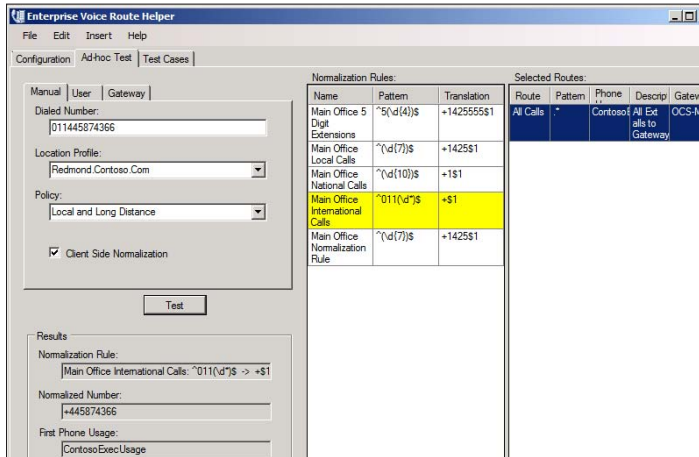 Enterprise Voice Route Helper
File Edit Insert Help
Configuration Ad-hoc Test Test Cases
Manual User Gateway
Dialed Number:
011445874366
Location Profile:
Redmond.Contoso.Com
Policy:
Local and Long Distance
Client Side Normalization
Test
Results
Normalization Rule:
Main Office International Calls: ^011(\d*)$ -> +$1
Normalized Number:
+445874366
First Phone Usage:
ContosoExecUsage
Normalization Rules:
Name Pattern Translation
Main Office 5 ^5(\d{4})$ +1425555$1
Digit
Extensions
Main Office ^(\d{7})$ +1425$1
Local Calls
Main Office ^(\d{10})$ +1$1
National Calls
Main Office ^011(\d*)$ +$1
International
Calls
Main Office ^(\d{7})$ +1425$1
Normalization
Rule
Selected Routes:
Route Pattern Phone Descrip Gatew
All Calls .* ContosoE All Ext OCS-M
alls to
Gateway